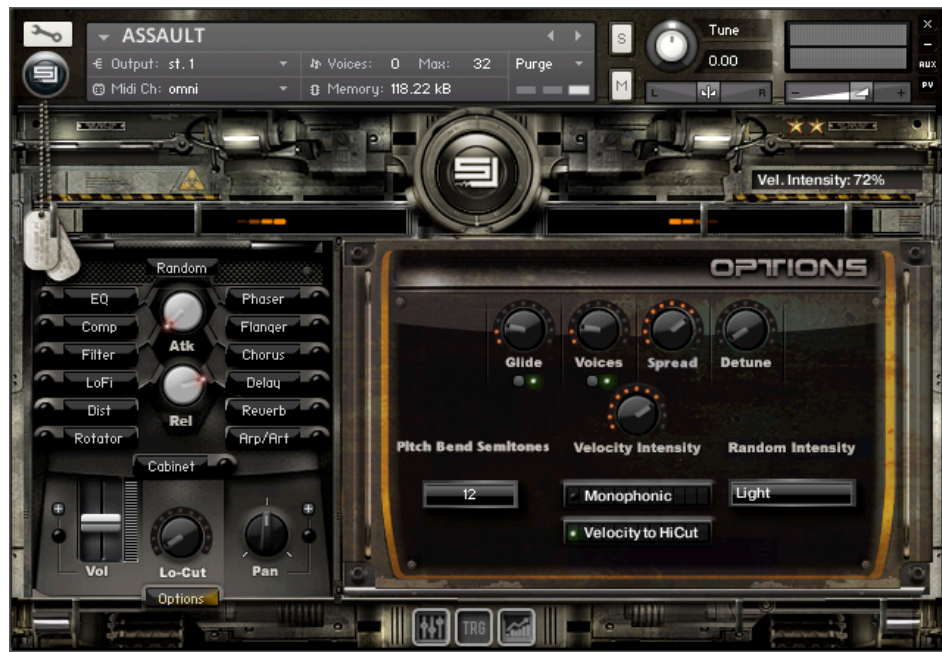 ASSAULT
S
Tune
×
-
Output: st.1
Voices: 0 Max: 32
Purge
0.00
AUX
Midi Ch: omni
Memory: 118.22 kB
M
L
R
-
+
PV
Vel. Intensity: 72%
Random
OPTIONS
EQ
Phaser
Comp
Flanger
Atk
Filter
Chorus
Glide
Voices
Spread
Detune
LoFi
Delay
Dist
Reverb
Rel
Rotator
Arp/Art
Pitch Bend Semitones
Velocity Intensity
Random Intensity
Cabinet
12
Monophonic
Light
+
+
Velocity to HiCut
Vol
Lo-Cut
Pan
Options
TRG